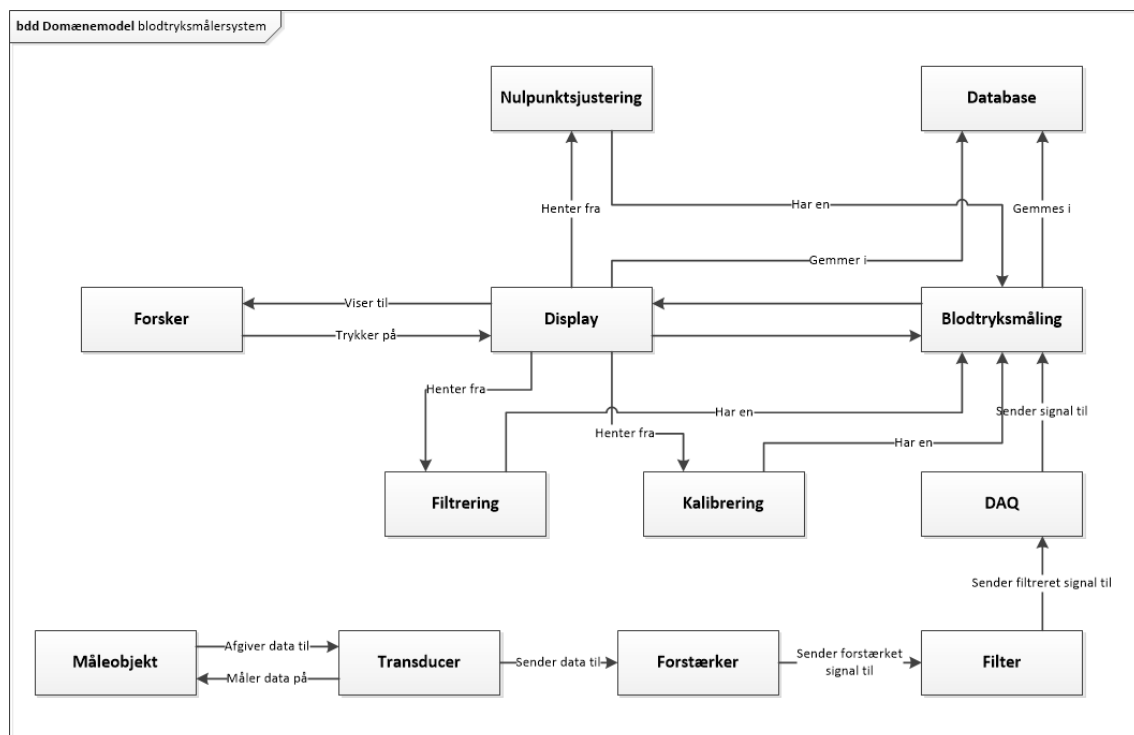 bdd Domænemodel blodtryksmålersystem
Nulpunktsjustering
Database
Henter fra
Har en
Gemmes i
Gemmer i
Forsker
Viser til
Trykker på
Display
Blodtryksmåling
Henter fra
Har en
Sender signal til
Henter fra
Har en
Filtrering
Kalibrering
DAQ
Sender filtreret signal til
Måleobjekt
Afgiver data til
Måler data på
Transducer
Sender data til
Forstærker
Sender forstærket
signal til
Filter